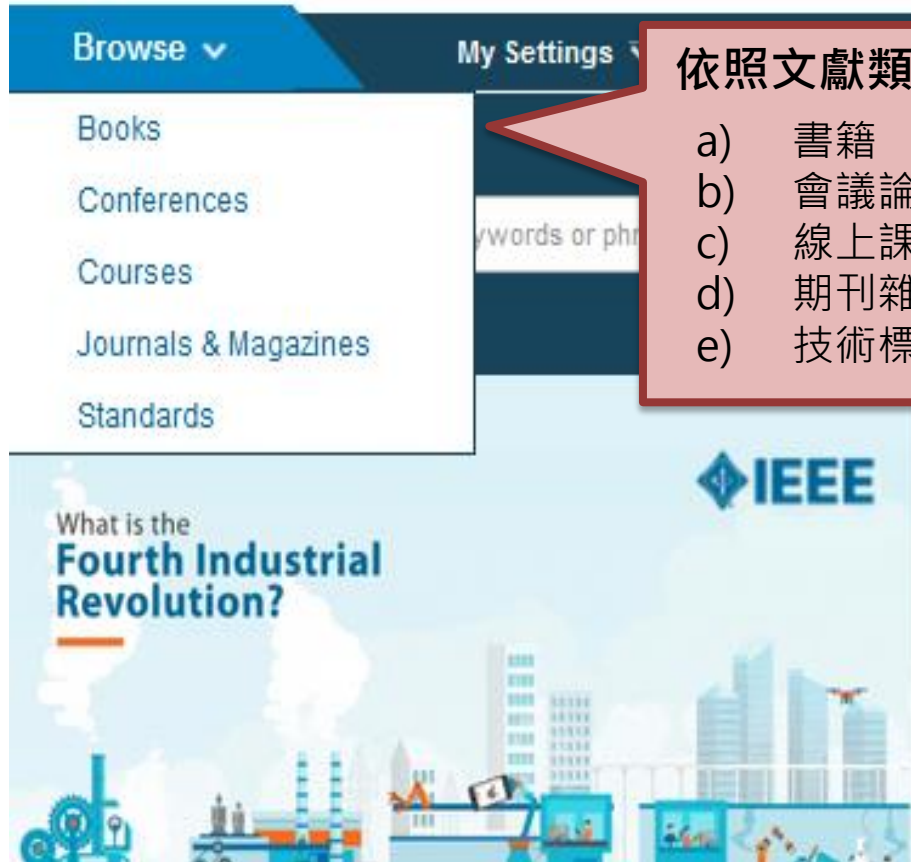 Browse
My Settings
Books
Conferences
Courses
Journals & Magazines
Standards
ywords or phr
依照文獻類
a) 書籍
b) 會議論
c) 線上課
d) 期刊雜
e) 技術標
IEEE
What is the
Fourth Industrial
Revolution?